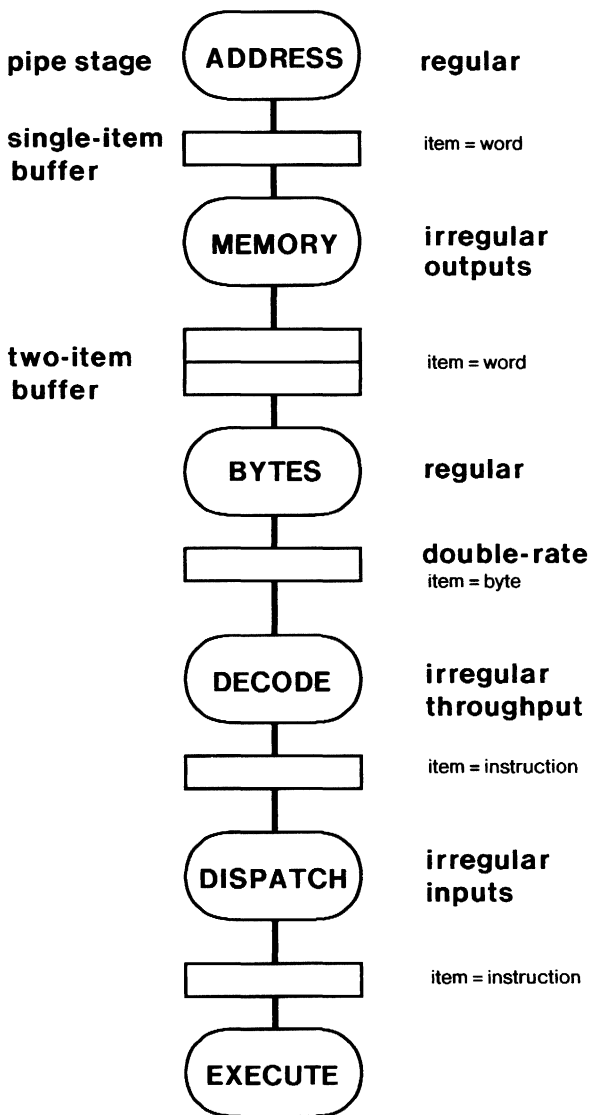 pipe stage ADDRESS regular
single-item
buffer
item = word
MEMORY
irregular
outputs
two-item
buffer
item = word
BYTES
regular
double-rate
item = byte
DECODE
irregular
throughput
item = instruction
DISPATCH
irregular
inputs
item = instruction
EXECUTE